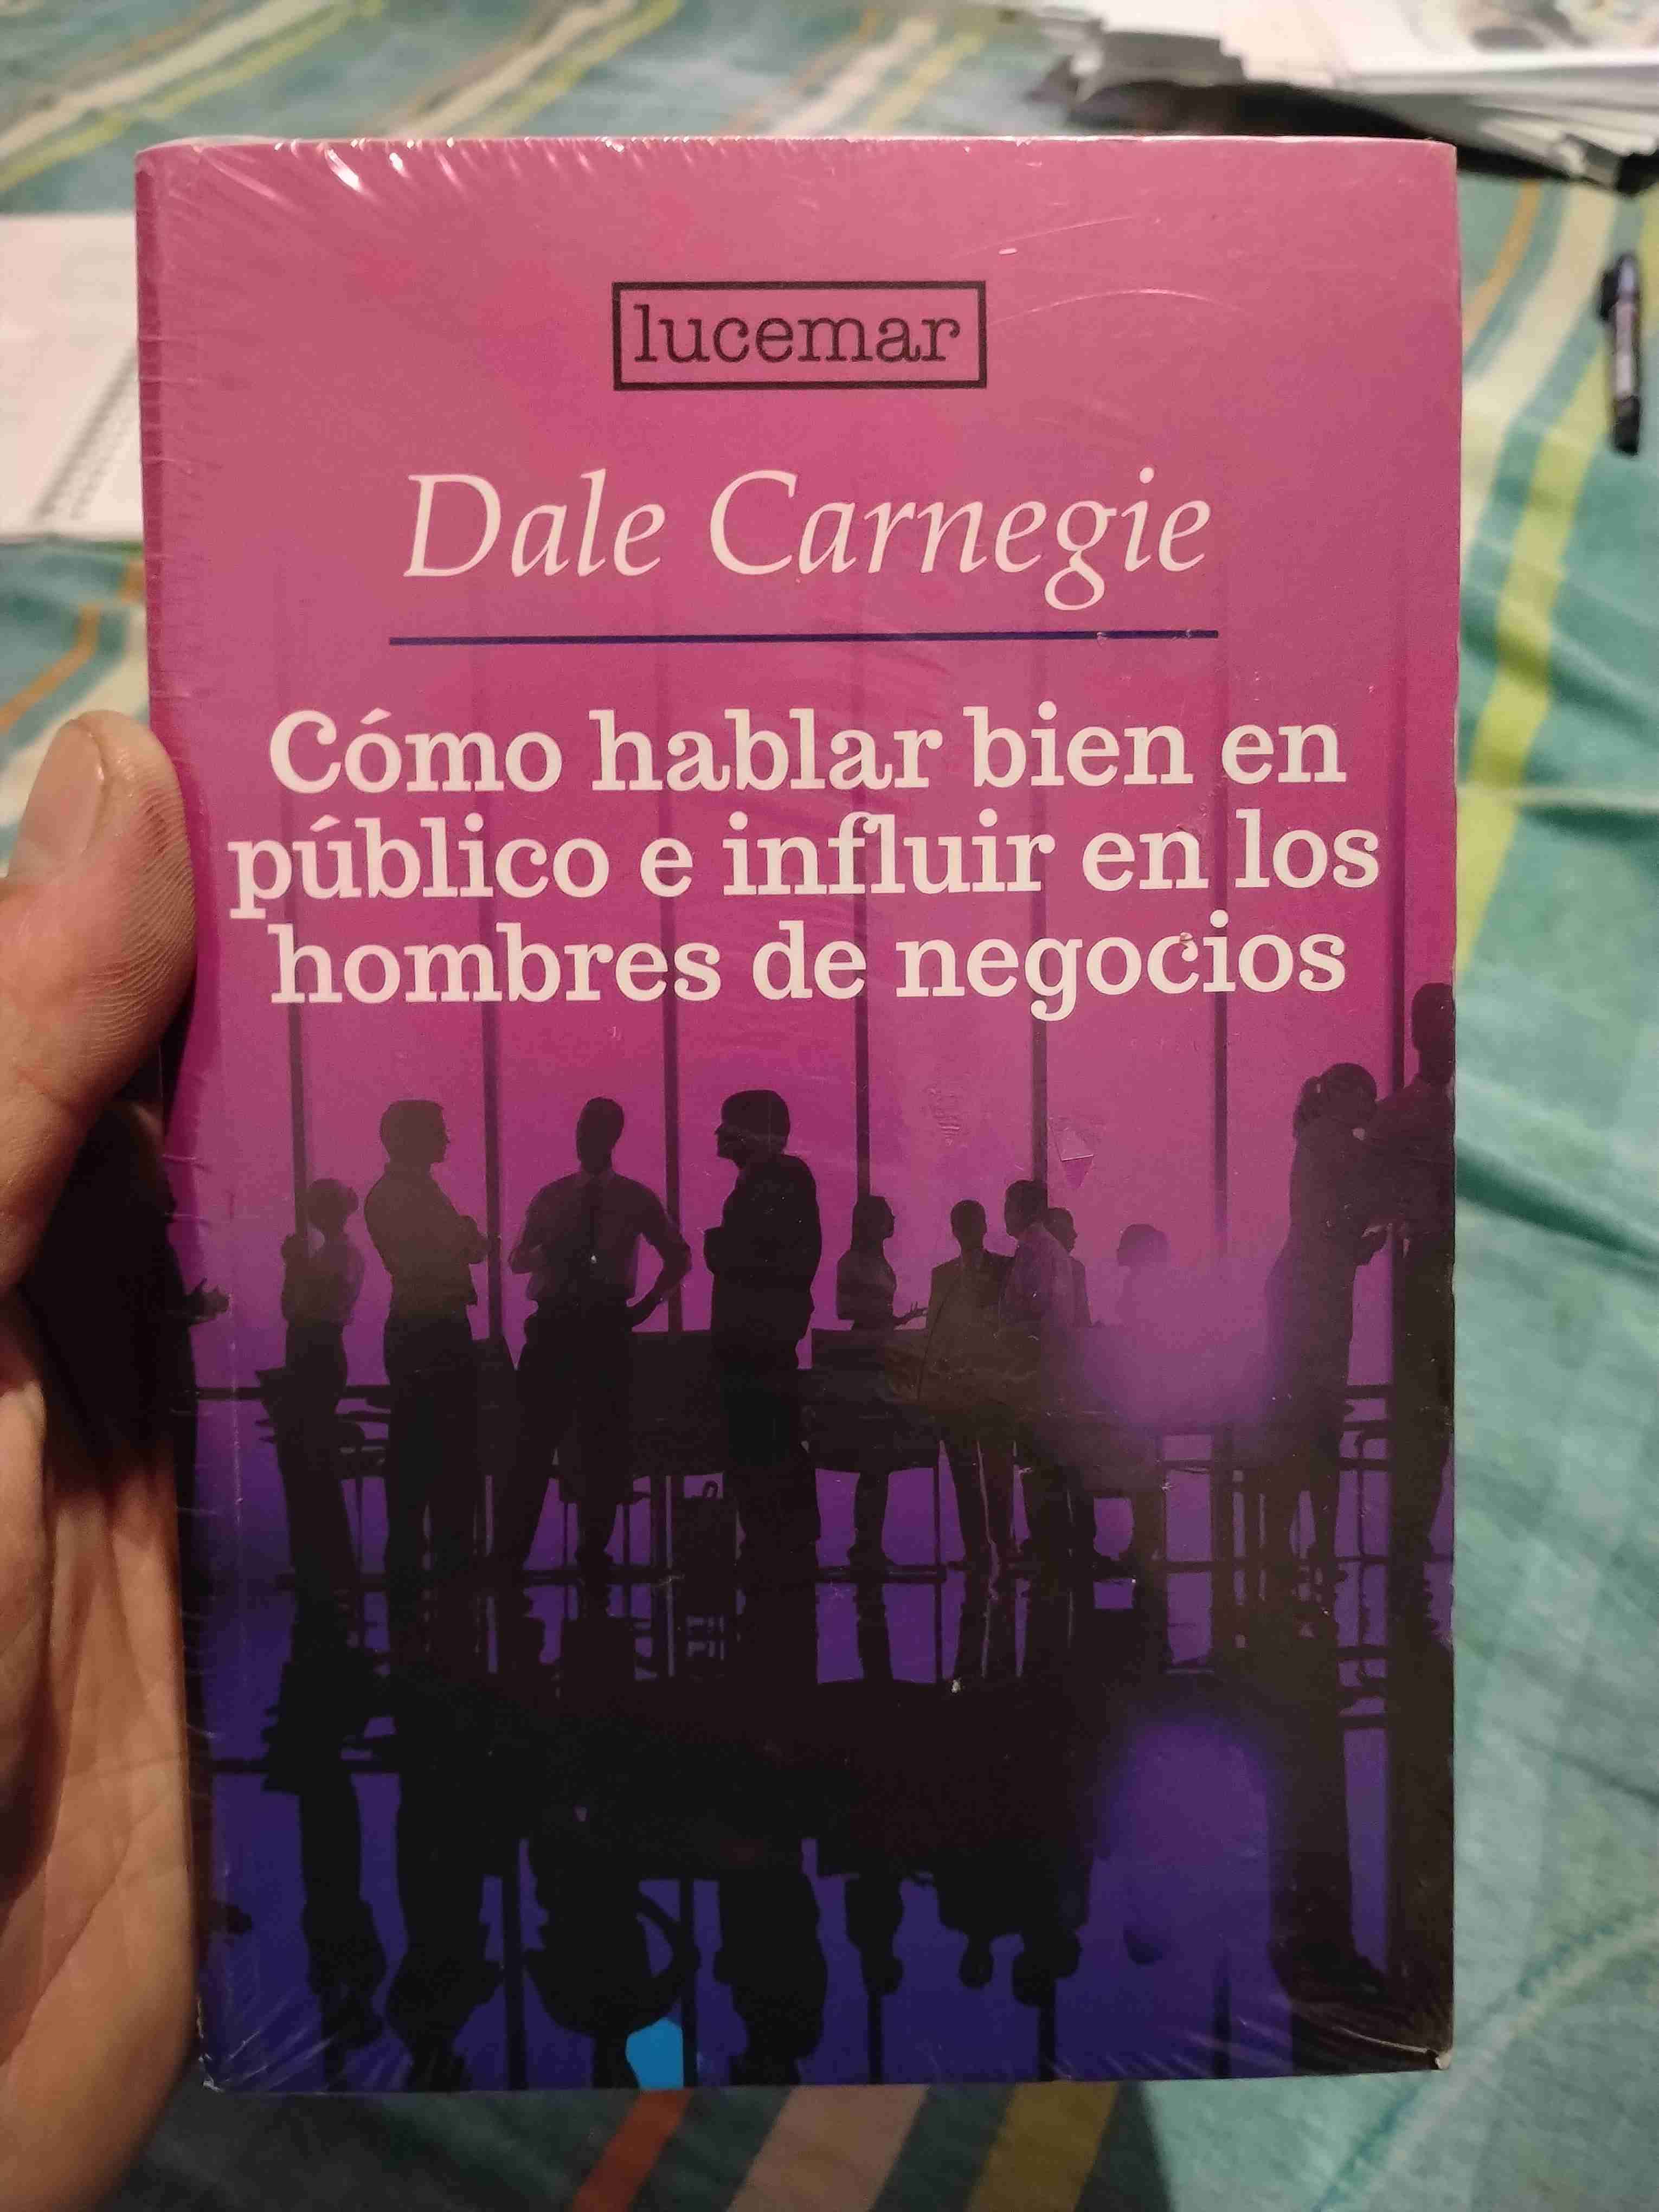 lucemar
Dale Carnegie
Cómo hablar bien en
público e influir en los
hombres de negocios